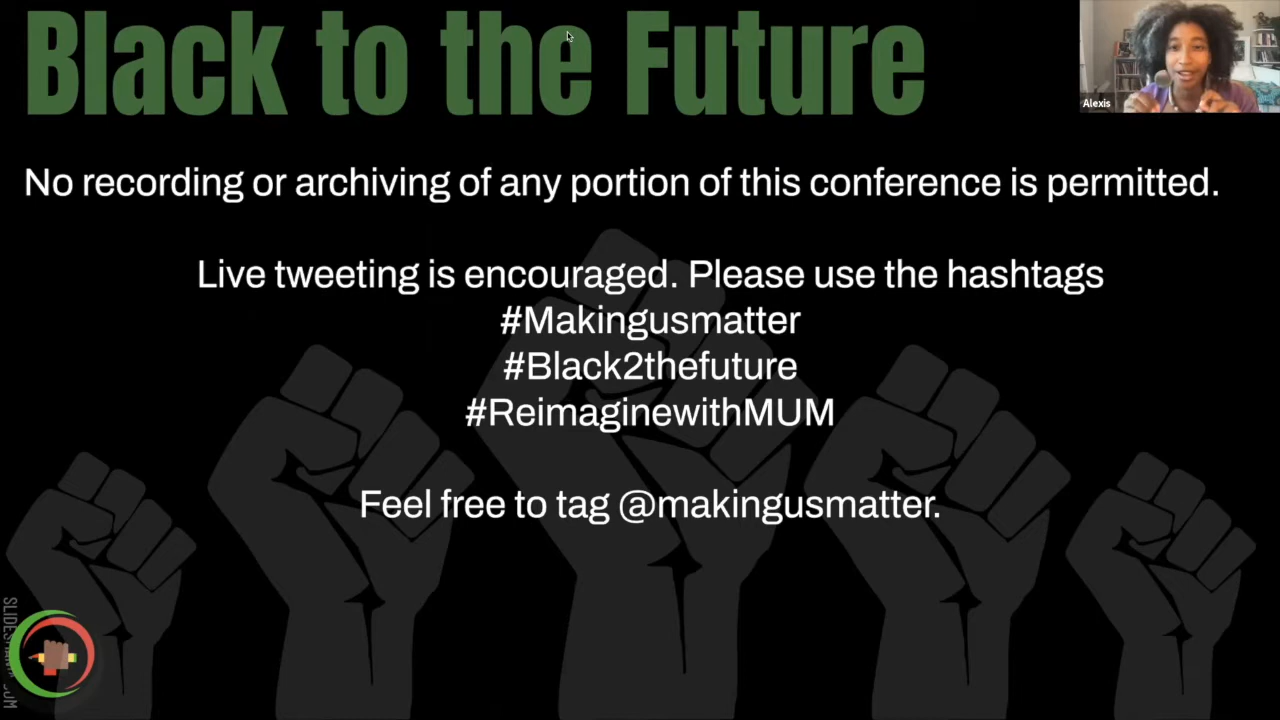 Black to the Future
Alexis
No recording or archiving of any portion of this conference is permitted.
Live tweeting is encouraged. Please use the hashtags
#Makingusmatter
#Black2thefuture
#ReimaginewithMUM
Feel free to tag @makingusmatter.